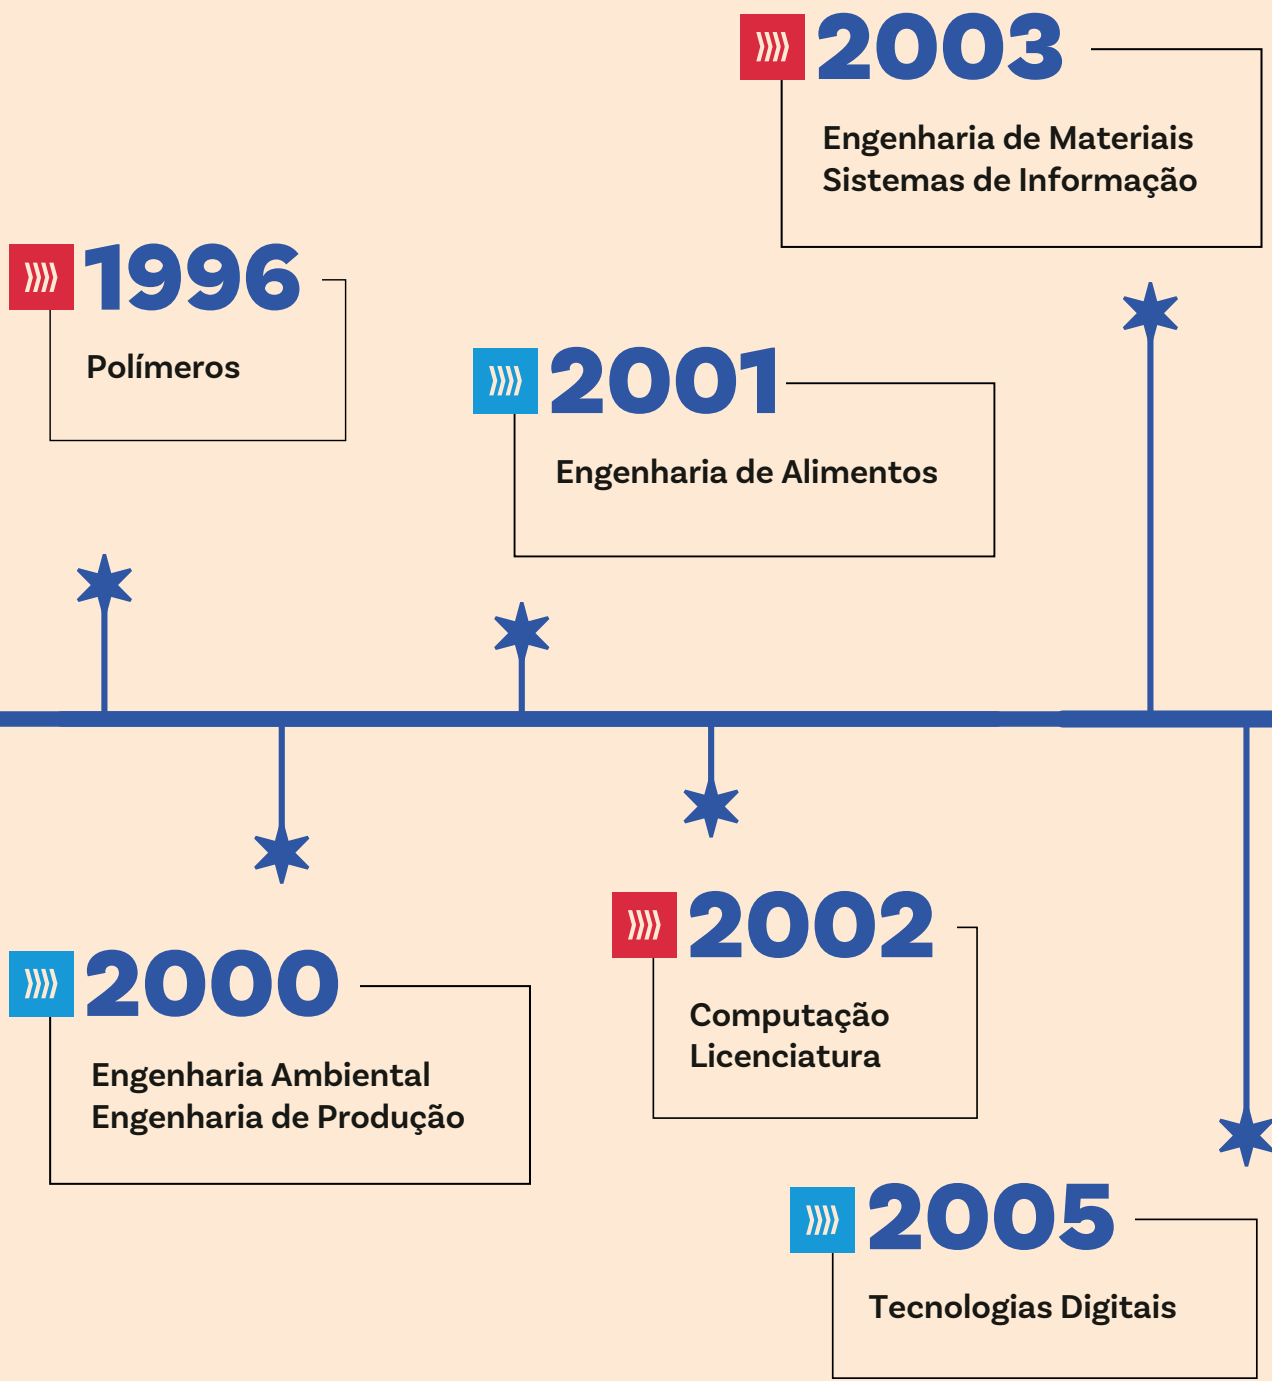 2003
Engenharia de Materiais
Sistemas de Informação
1996
Polímeros
2001
Engenharia de Alimentos
2002
Computação
Licenciatura
2000
Engenharia Ambiental
Engenharia de Produção
2005
Tecnologias Digitais